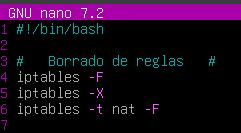 GNU nano 7.2
1 #!/bin/bash
2
3 #   Borrado de reglas   #
4 iptables -F
5 iptables -X
6 iptables -t nat -F
7